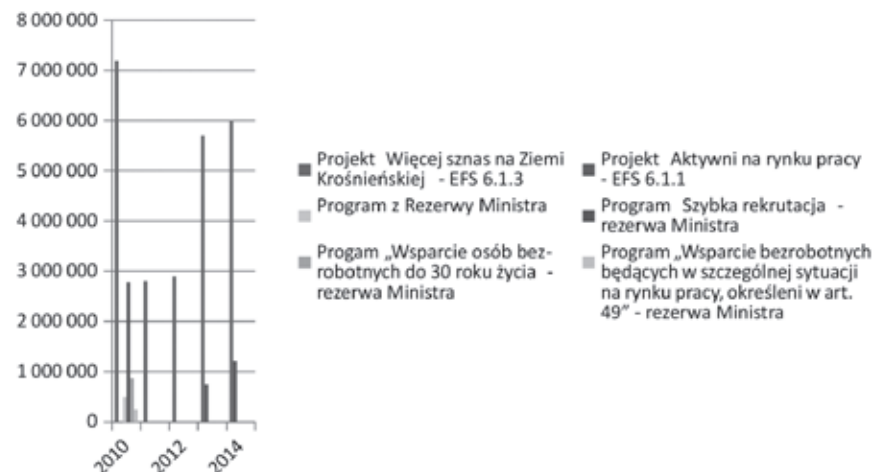 8 000 000
7 000 000
6 000 000
5 000 000
4 000 000
3 000 000
2 000 000
1 000 000
0
2010
2012
2014
Projekt Więcej sznas na Ziemi
Krośnieńskiej - EFS 6.1.3
Projekt Aktywni na rynku pracy
- EFS 6.1.1
Program z Rezerwy Ministra
Program Szybka rekrutacja -
rezerwa Ministra
Progam „Wsparcie osób bez-
robotnych do 30 roku życia -
rezerwa Ministra
Program „Wsparcie bezrobotnych
będących w szczególnej sytuacji
na rynku pracy, określeni w art.
49” - rezerwa Ministra